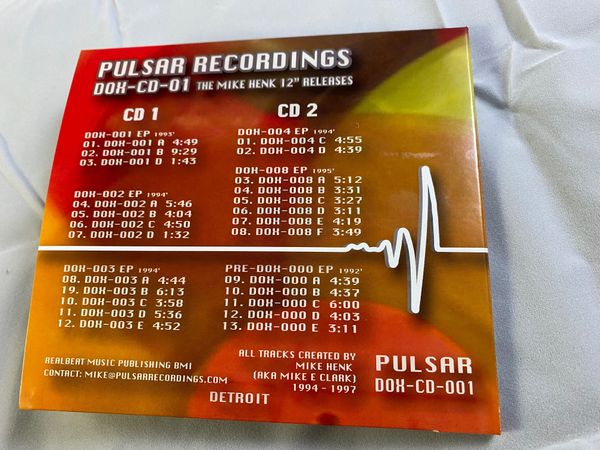 PULSAR RECORDINGS
DOX-CD-01 THE MIKE HENK 12" RELEASES
CD 1
DOX-001 EP 1993'
01. DOX-001 A 4:49
02. DOX-001 B 9:29
03. DOX-001 D 1:43
DOX-002 EP 1994'
04. DOX-002 A 5:46
05. DOX-002 B 4:04
06. DOX-002 C 4:50
07. DOX-002 D 1:32
DOX-003 EP 1994'
08. DOX-003 A 4:44
19. DOX-003 B 6:13
10. DOX-003 C 3:58
11. DOX-003 D 5:36
12. DOX-003 E 4:52
CD 2
DOX-004 EP 1994'
01. DOX-004 C 4:55
02. DOX-004 D 4:39
DOX-008 EP 1995'
03. DOX-008 A 5:12
04. DOX-008 B 3:31
05. DOX-008 C 3:27
06. DOX-008 D 3:11
07. DOX-008 E 4:19
08. DOX-008 F 3:49
PRE-DOX-000 EP 1992'
09. DOX-000 A 4:39
10. DOX-000 B 4:37
11. DOX-000 C 6:00
12. DOX-000 D 4:03
13. DOX-000 E 3:11
REALBEAT MUSIC PUBLISHING BMI
CONTACT: MIKE@PULSARRECORDINGS.COM
ALL TRACKS CREATED BY
MIKE HENK
(AKA MIKE E CLARK)
1994 - 1997
DETROIT
PULSAR
DOX-CD-001